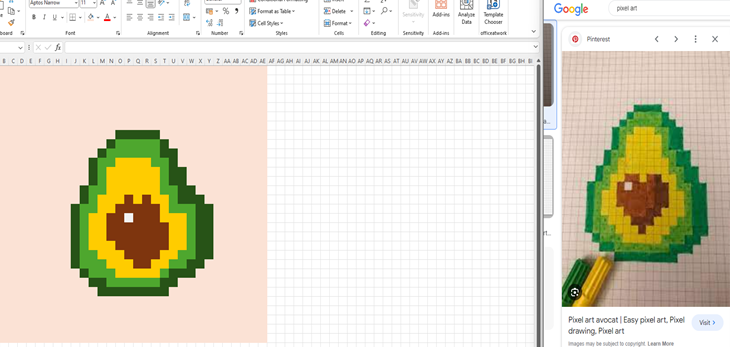 Aptos Narrow 11 A A
Font
Alignment
Number
Format as Table
Cell Styles
Styles
Insert
Delete
Format
Cells
Editing
Sensitivity
Sensitivity
Add-ins
Add-ins
Analyze
Data
Template
Chooser
officeatwork
fx
B C D E F G H I J K L M N O P Q R S T U V W X Y Z AA AB AC AD AE AF AG AH AI AJ AK AL AM AN AO AP AQ AR AS AT AU AV AW AX AY AZ BA BB BC BD BE BF BG BH BI
Google
pixel art
Pinterest
Pixel art avocat | Easy pixel art, Pixel
drawing, Pixel art
Visit
Images may be subject to copyright. Learn More